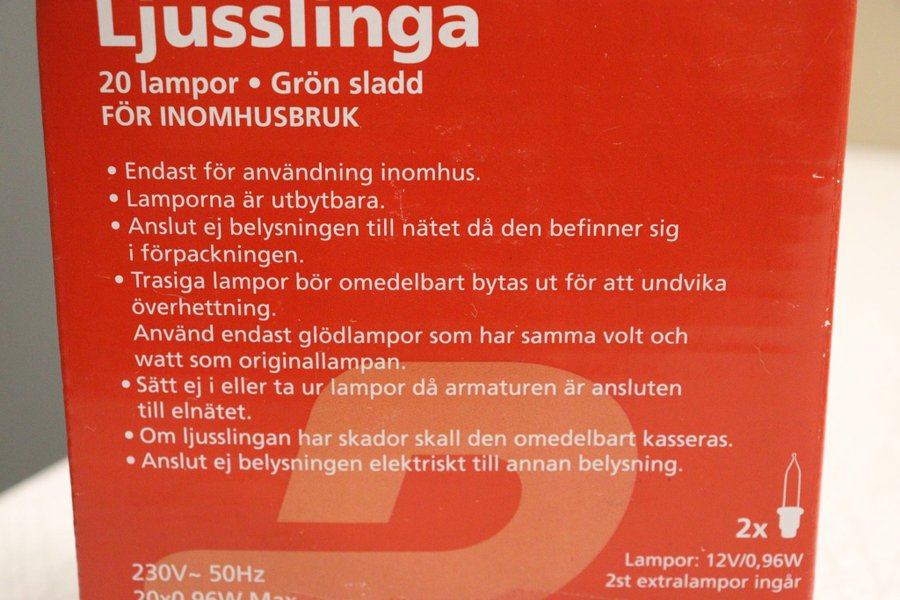 Ljusslinga
20 lampor • Grön sladd
FÖR INOMHUSBRUK
• Endast för användning inomhus.
• Lamporna är utbytbara.
• Anslut ej belysningen till nätet då den befinner sig
i förpackningen.
• Trasiga lampor bör omedelbart bytas ut för att undvika
överhettning.
Använd endast glödlampor som har samma volt och
watt som originallampan.
• Sätt ej i eller ta ur lampor då armaturen är ansluten
till elnätet.
• Om ljusslingan har skador skall den omedelbart kasseras.
• Anslut ej belysningen elektriskt till annan belysning.
2x
230V~ 50Hz
20x0,96W Max
Lampor: 12V/0,96W
2st extralampor ingår